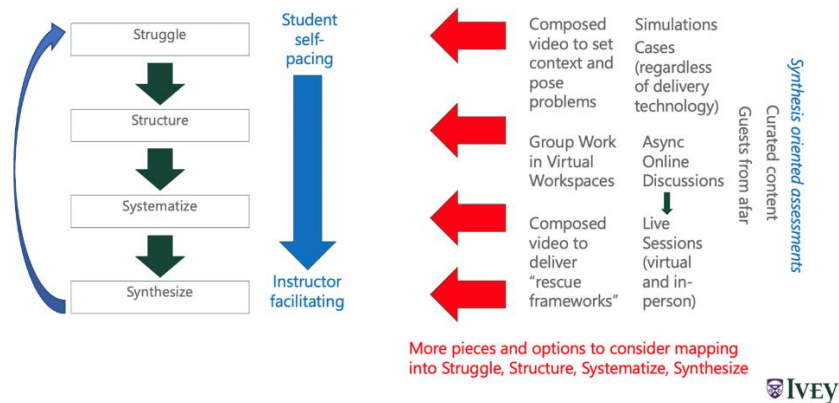 Struggle
Structure
Systematize
Synthesize
Student
self-
pacing
Instructor
facilitating
Composed
video to set
context and
pose
problems
Group Work
in Virtual
Workspaces
Composed
video to
deliver
“rescue
frameworks”
Simulations
Cases
(regardless
of delivery
technology)
Async
Online
Discussions
Live
Sessions
(virtual
and in-
person)
Guests from afar
Curated content
Synthesis oriented assessments
More pieces and options to consider mapping
into Struggle, Structure, Systematize, Synthesize
IVEY